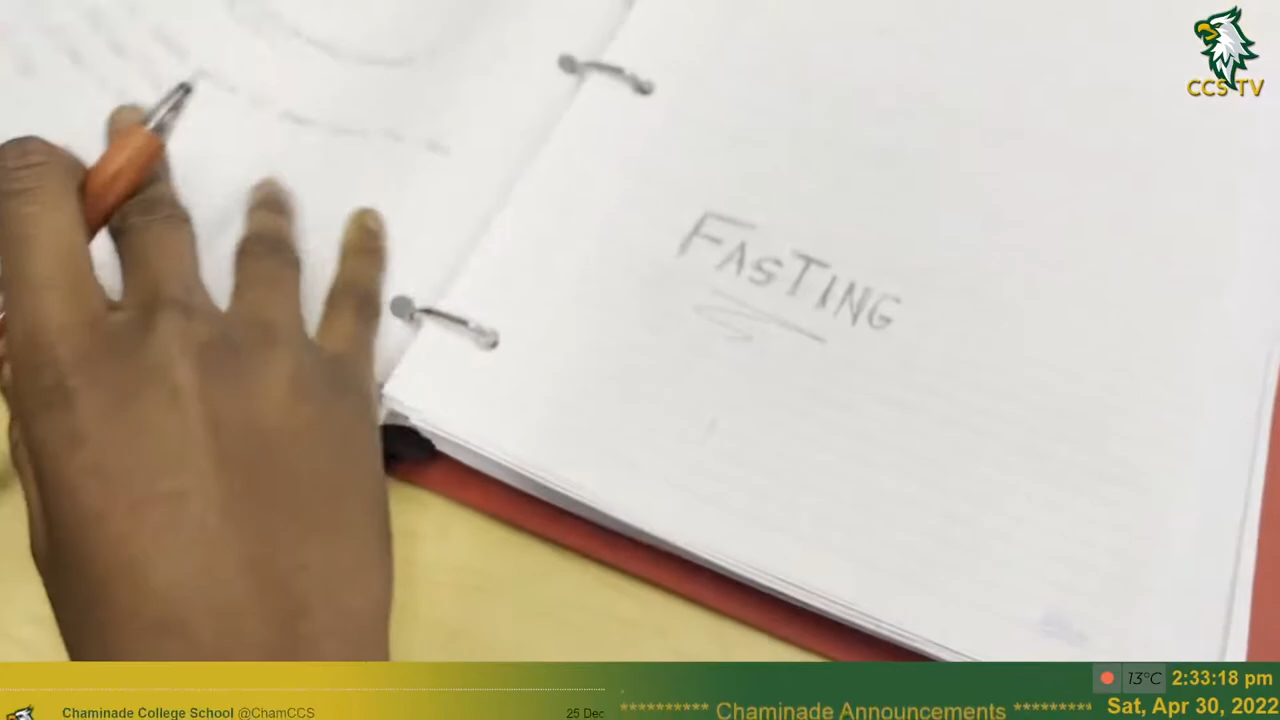 CCS TV
FASTING
13°C 2:33:18 pm
Chaminade College School @ChamCCS 25 Dec
********** Chaminade Announcements ********* Sat, Apr 30, 2022